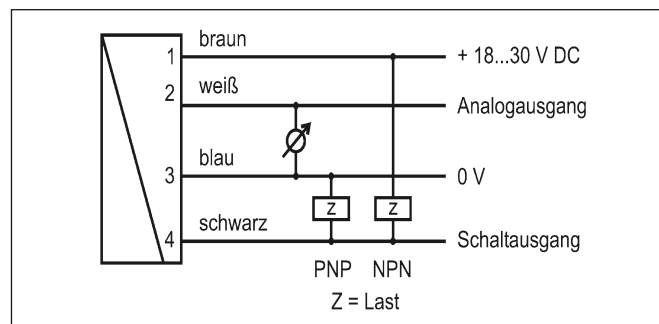 braun
1
+ 18...30 V DC
weiß
2
Analogausgang
blau
3
0 V
Z Z
schwarz
4
Schaltausgang
PNP NPN
Z = Last